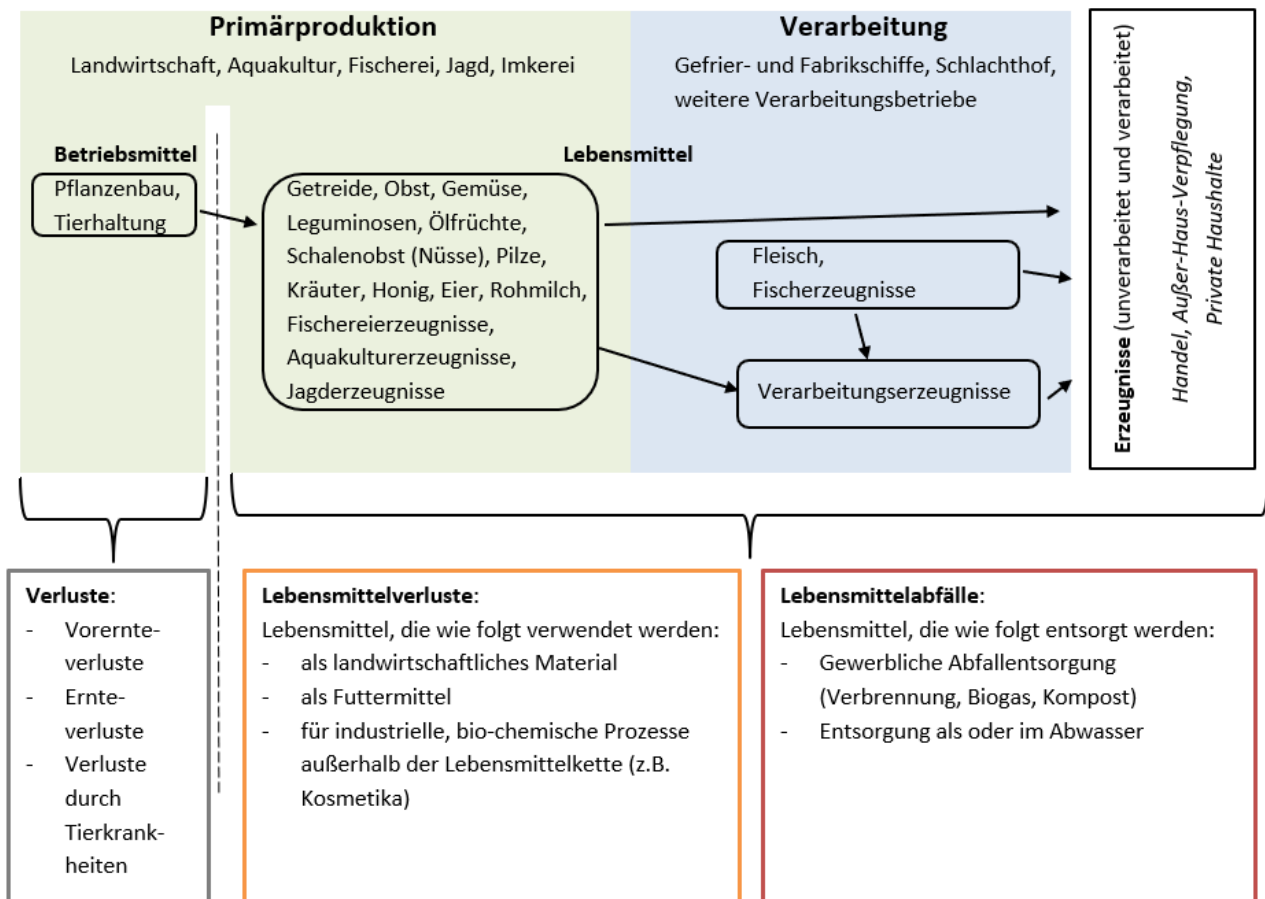 Primärproduktion
Landwirtschaft, Aquakultur, Fischerei, Jagd, Imkerei
Verarbeitung
Gefrier- und Fabrikschiffe, Schlachthof,
weitere Verarbeitungsbetriebe
Betriebsmittel
Pflanzenbau,
Tierhaltung
Lebensmittel
Getreide, Obst, Gemüse,
Leguminosen, Ölfrüchte,
Schalenobst (Nüsse), Pilze,
Kräuter, Honig, Eier, Rohmilch,
Fischereierzeugnisse,
Aquakulturerzeugnisse,
Jagderzeugnisse
Fleisch,
Fischerzeugnisse
Verarbeitungserzeugnisse
Erzeugnisse (unverarbeitet und verarbeitet)
Handel, Außer-Haus-Verpflegung,
Private Haushalte
Verluste:
- Vorernte-
verluste
- Ernte-
verluste
- Verluste
durch
Tierkrank-
heiten
Lebensmittelverluste:
Lebensmittel, die wie folgt verwendet werden:
- als landwirtschaftliches Material
- als Futtermittel
- für industrielle, bio-chemische Prozesse
außerhalb der Lebensmittelkette (z.B.
Kosmetika)
Lebensmittelabfälle:
Lebensmittel, die wie folgt entsorgt werden:
- Gewerbliche Abfallentsorgung
(Verbrennung, Biogas, Kompost)
- Entsorgung als oder im Abwasser